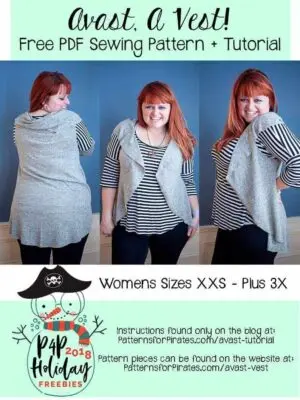 Avast, A Vest!
Free PDF Sewing Pattern + Tutorial
Womens Sizes XXS - Plus 3X
P4P 2018
Holiday
FREEBIES
Instructions found only on the blog at:
PatternsforPirates.com/avast-tutorial
Pattern pieces can be found on the website at:
PatternsforPirates.com/avast-vest